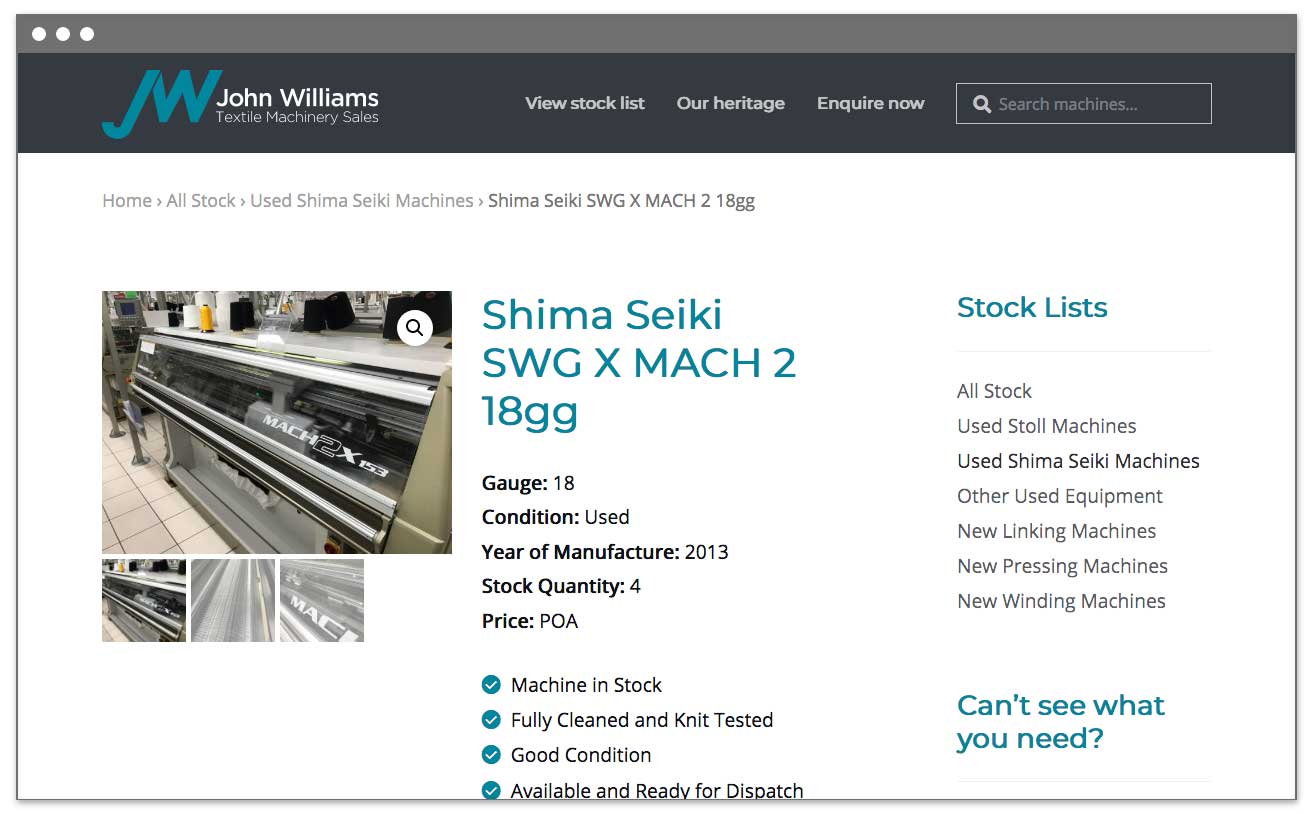 JW John Williams
Textile Machinery Sales
View stock list
Our heritage
Enquire now
Search machines...
Home › All Stock › Used Shima Seiki Machines › Shima Seiki SWG X MACH 2 18gg
MACH2X 153
MACH
Shima Seiki
SWG X MACH 2
18gg
Gauge: 18
Condition: Used
Year of Manufacture: 2013
Stock Quantity: 4
Price: POA
Machine in Stock
Fully Cleaned and Knit Tested
Good Condition
Available and Ready for Dispatch
Stock Lists
All Stock
Used Stoll Machines
Used Shima Seiki Machines
Other Used Equipment
New Linking Machines
New Pressing Machines
New Winding Machines
Can’t see what
you need?